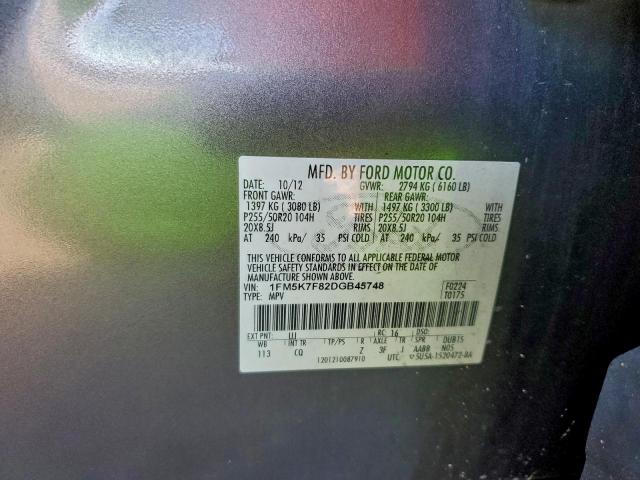 MFD. BY FORD MOTOR CO.
DATE: 10/12 GVWR: 2794 KG ( 6160 LB)
FRONT GAWR: REAR GAWR:
1397 KG ( 3080 LB) WITH 1497 KG ( 3300 LB) WITH
P255/50R20 104H TIRES P255/50R20 104H TIRES
20X8.5J RIMS 20X8.5J RIMS
AT 240 kPa/ 35 PSI COLD AT 240 kPa/ 35 PSI COLD
THIS VEHICLE CONFORMS TO ALL APPLICABLE FEDERAL MOTOR
VEHICLE SAFETY STANDARDS IN EFFECT ON THE DATE OF
MANUFACTURE SHOWN ABOVE.
VIN: 1FM5K7F82DGB45748 F0224
TYPE: MPV T0175
EXT PNT: UJ RC: 16 DSO:
WB INT TR TP/PS R AXLE TR SPR DUB1S
113 CQ Z 3F J AABB N05
1201210087910 UTC 5U5A-1520472-BA